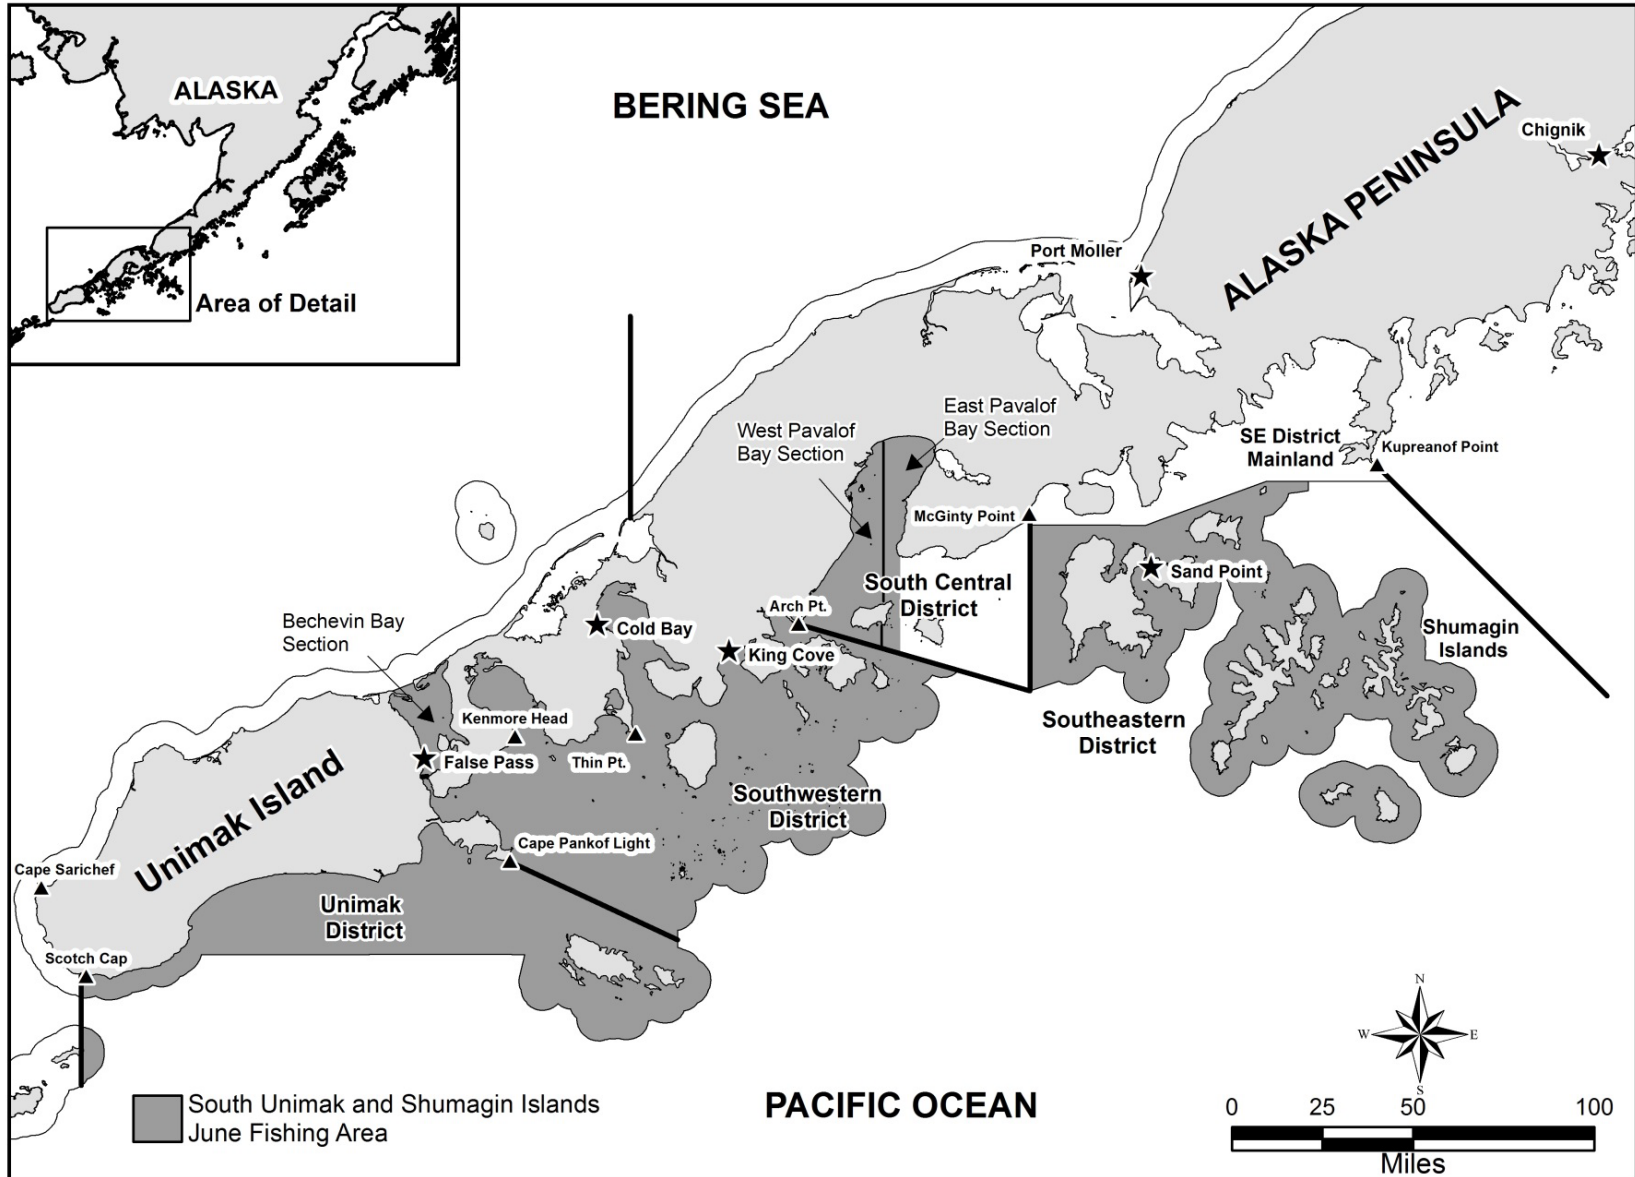 ALASKA
Area of Detail
BERING SEA
ALASKA PENINSULA
Chignik
Port Moller
East Pavalof
Bay Section
West Pavalof
Bay Section
SE District
Mainland
Kupreanof Point
McGinty Point
Sand Point
South Central
District
Arch Pt.
Cold Bay
King Cove
Shumagin
Islands
Bechevin Bay
Section
Kenmore Head
False Pass
Thin Pt.
Southeastern
District
Southwestern
District
Unimak Island
Cape Pankof Light
Cape Sarichef
Unimak
District
Scotch Cap
South Unimak and Shumagin Islands
June Fishing Area
PACIFIC OCEAN
N
W
E
S
0 25 50 100
Miles